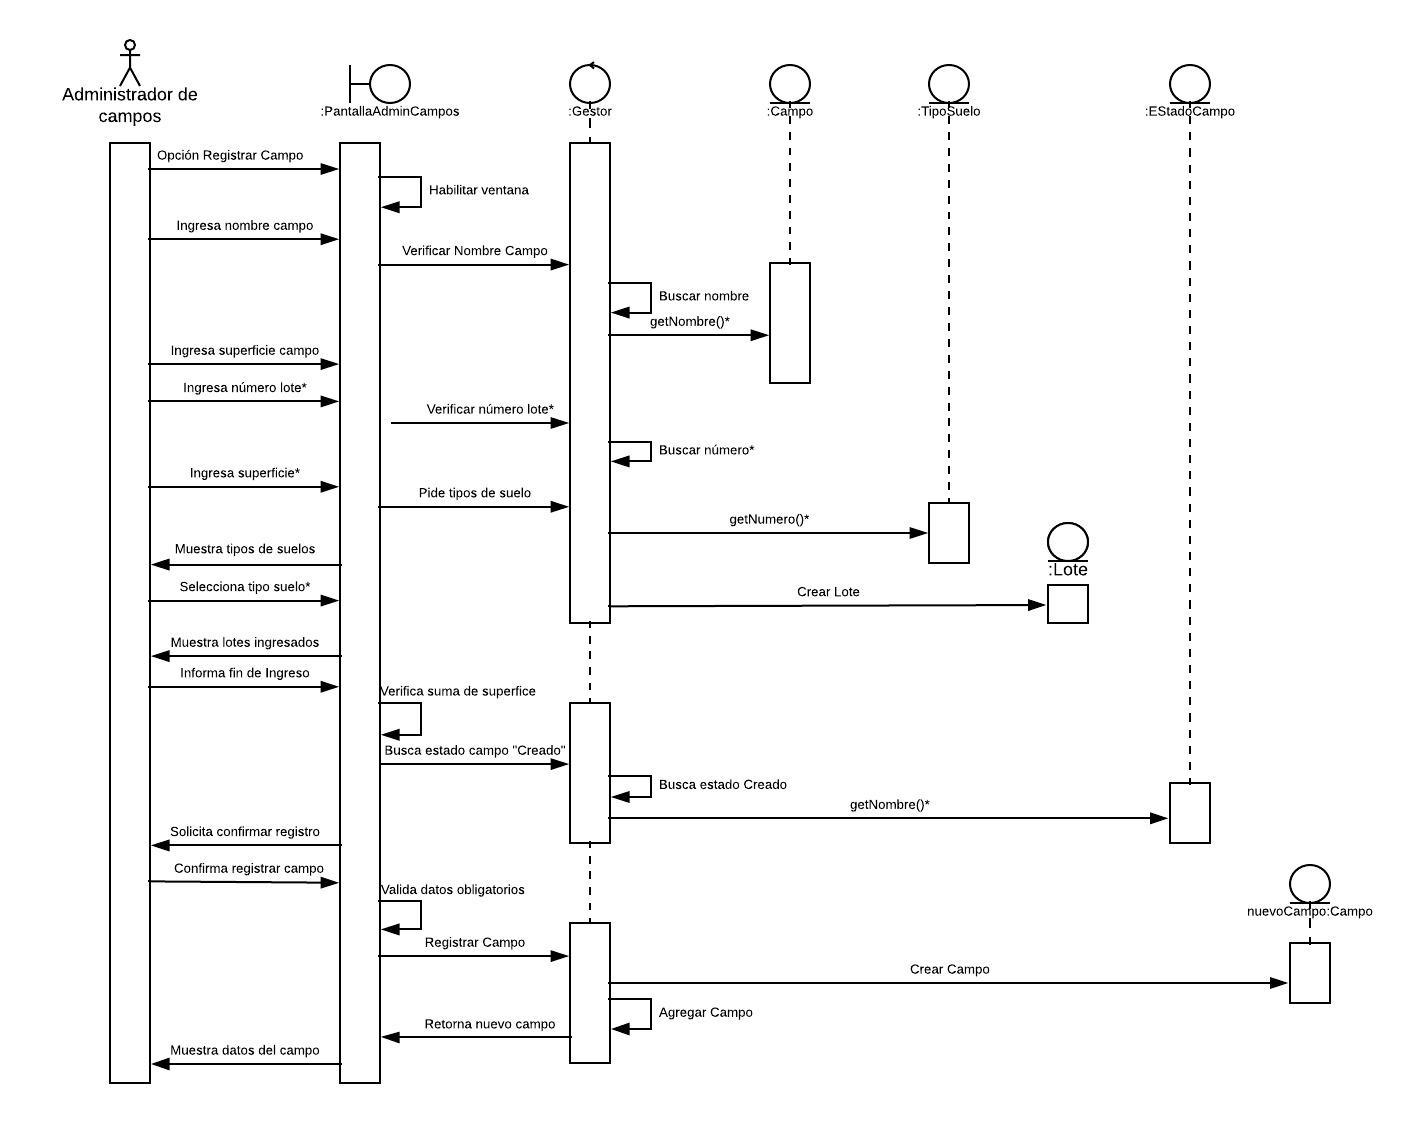 Administrador de
campos
:PantallaAdminCampos
:Gestor
:Campo
:TipoSuelo
:EStadoCampo
Opción Registrar Campo
Habilitar ventana
Ingresa nombre campo
Verificar Nombre Campo
Buscar nombre
getNombre()*
Ingresa superficie campo
Ingresa número lote*
Verificar número lote*
Buscar número*
Ingresa superficie*
Pide tipos de suelo
getNumero()*
Muestra tipos de suelos
:Lote
Selecciona tipo suelo*
Crear Lote
Muestra lotes ingresados
Informa fin de Ingreso
Verifica suma de superfice
Busca estado campo "Creado"
Busca estado Creado
getNombre()*
Solicita confirmar registro
Confirma registrar campo
Valida datos obligatorios
nuevoCampo:Campo
Registrar Campo
Crear Campo
Agregar Campo
Retorna nuevo campo
Muestra datos del campo